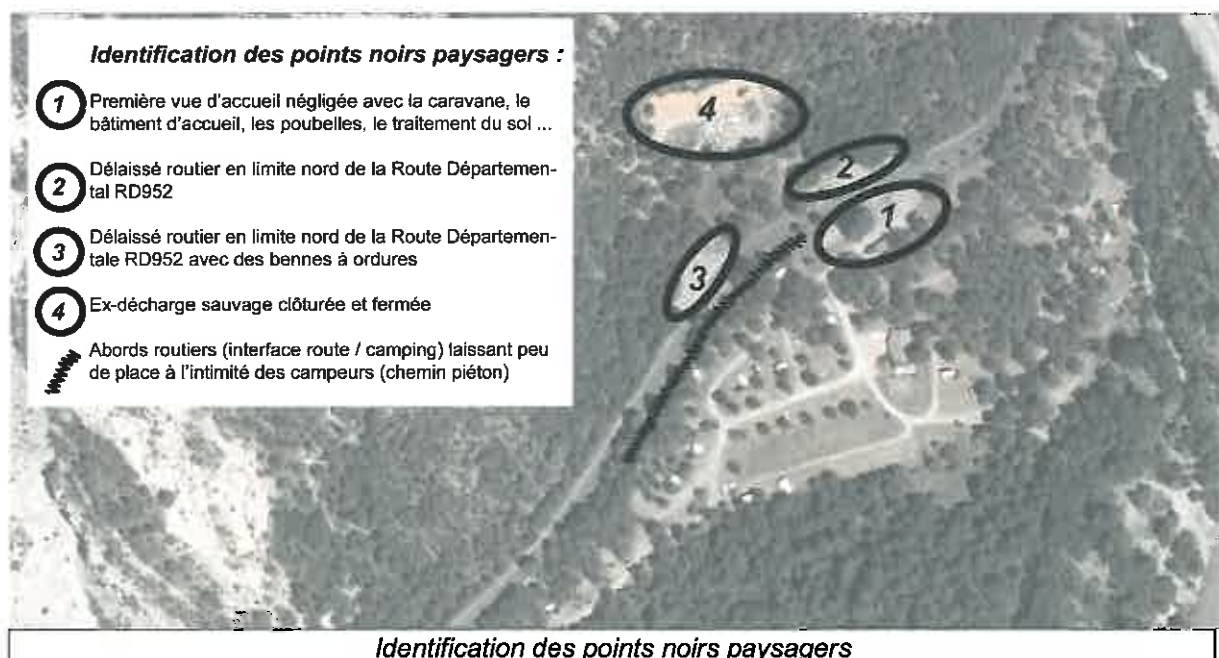 Identification des points noirs paysagers :
1 Première vue d'accueil négligée avec la caravane, le
bâtiment d'accueil, les poubelles, le traitement du sol ...
2 Délaissé routier en limite nord de la Route Départemen-
tal RD952
3 Délaissé routier en limite nord de la Route Départemen-
tale RD952 avec des bennes à ordures
4 Ex-décharge sauvage clôturée et fermée
Abords routiers (interface route / camping) laissant peu
de place à l'intimité des campeurs (chemin piéton)
4
2
1
3
Identification des points noirs paysagers